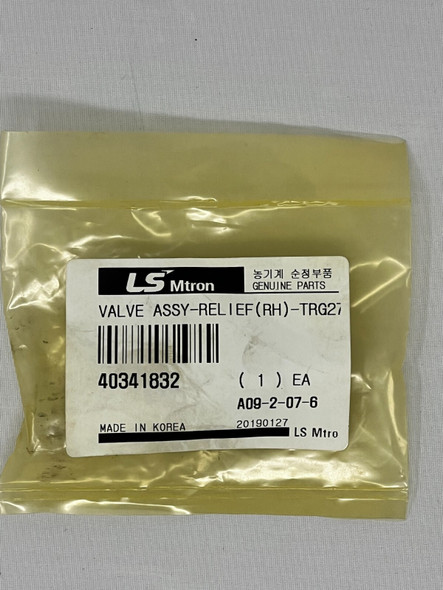 LS Mtron 농기계 순정부품
GENUINE PARTS
VALVE ASSY-RELIEF(RH)-TRG27
40341832 ( 1 ) EA
A09-2-07-6
MADE IN KOREA 20190127
LS Mtro